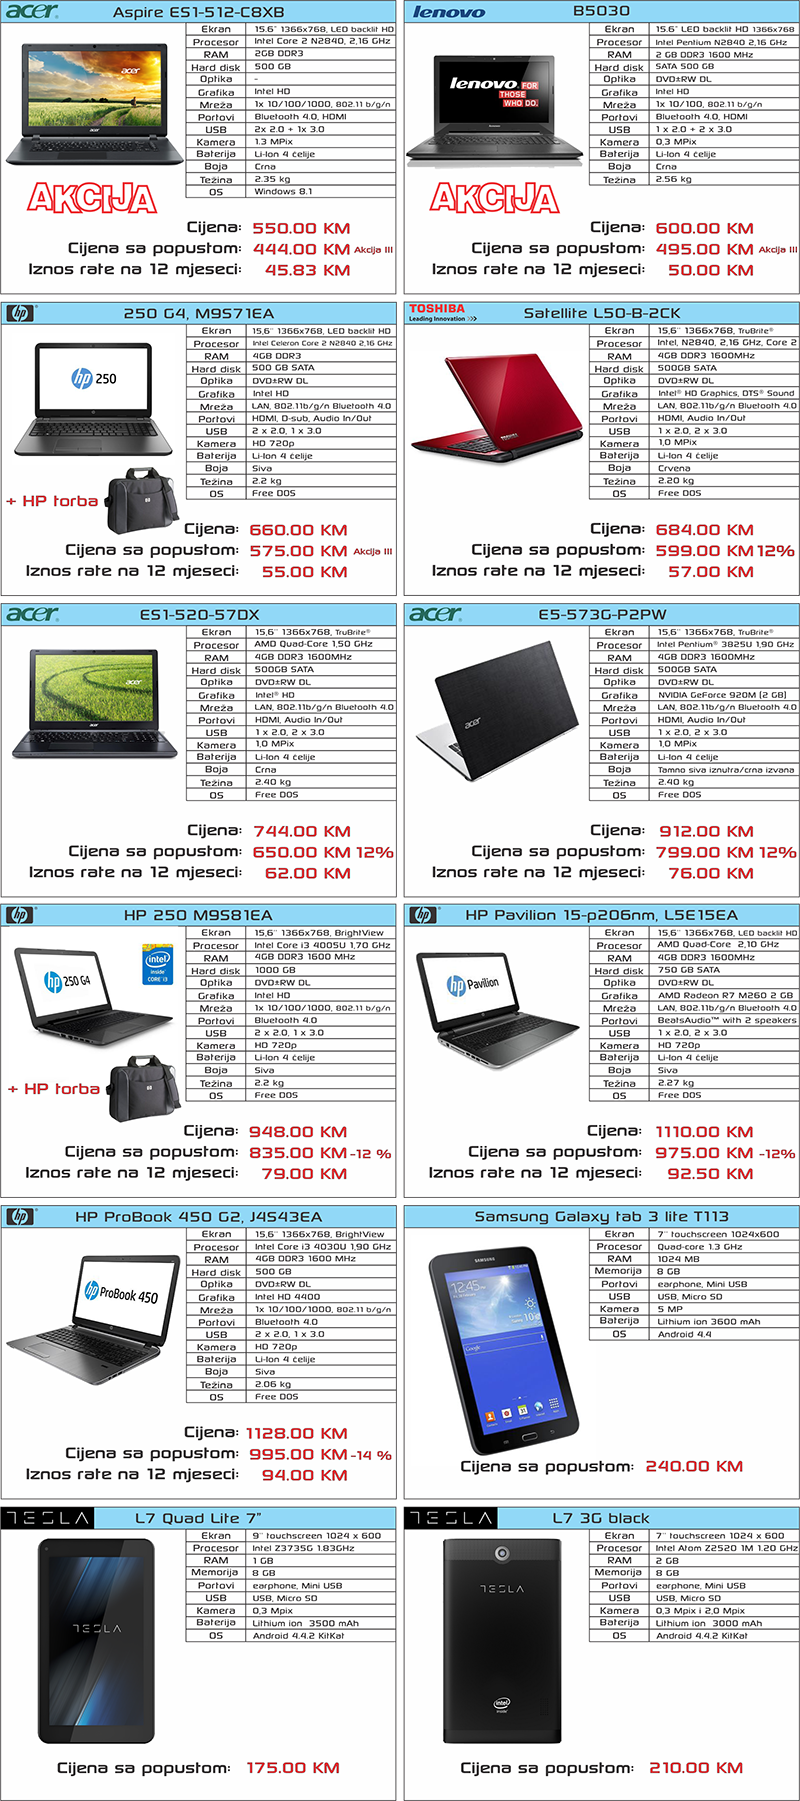 acer Aspire ES1-512-C8XB
Ekran 15.6" 1366x768, LED backlit HD
Procesor Intel Core 2 N2840, 2,16 GHz
RAM 2GB DDR3
Hard disk 500 GB
Optika -
Grafika Intel HD
Mreža 1x 10/100/1000, 802.11 b/g/n
Portovi Bluetooth 4.0, HDMI
USB 2x 2.0 + 1x 3.0
Kamera 1.3 MPix
Baterija Li-Ion 4 ćelije
Boja Crna
Težina 2.35 kg
OS Windows 8.1
acer
AKCIJA
Cijena: 550.00 KM
Cijena sa popustom: 444.00 KM Akcija !!!
Iznos rate na 12 mjeseci: 45.83 KM
lenovo B5030
Ekran 15.6" LED backlit HD 1366x768
Procesor Intel Pentium N2840 2,16 GHz
RAM 2 GB DDR3 1600 MHz
Hard disk SATA 500 GB
Optika DVD±RW DL
Grafika Intel HD
Mreža 1x 10/100, 802.11 b/g/n
Portovi Bluetooth 4.0, HDMI
USB 1 x 2.0 + 2 x 3.0
Kamera 0,3 MPix
Baterija Li-Ion 4 ćelije
Boja Crna
Težina 2.56 kg
lenovo FOR THOSE WHO DO.
AKCIJA
Cijena: 600.00 KM
Cijena sa popustom: 495.00 KM Akcija !!!
Iznos rate na 12 mjeseci: 50.00 KM
hp 250 G4, M9S71EA
Ekran 15,6" 1366x768, LED backlit HD
Procesor Intel Celeron Core 2 N2840 2,16 GHz
RAM 4GB DDR3
Hard disk 500 GB SATA
Optika DVD±RW DL
Grafika Intel HD
Mreža LAN, 802.11b/g/n Bluetooth 4.0
Portovi HDMI, D-sub, Audio In/Out
USB 2 x 2.0, 1 x 3.0
Kamera HD 720p
Baterija Li-Ion 4 ćelije
Boja Siva
Težina 2.2 kg
OS Free DOS
hp 250
+ HP torba
Cijena: 660.00 KM
Cijena sa popustom: 575.00 KM Akcija !!!
Iznos rate na 12 mjeseci: 55.00 KM
TOSHIBA Satellite L50-B-2CK
Leading Innovation >>>
Ekran 15,6" 1366x768, TruBrite®
Procesor Intel, N2840, 2,16 GHz, Core 2
RAM 4GB DDR3 1600MHz
Hard disk 500GB SATA
Optika DVD±RW DL
Grafika Intel® HD Graphics, DTS® Sound
Mreža LAN, 802.11b/g/n Bluetooth 4.0
Portovi HDMI, Audio In/Out
USB 1 x 2.0, 2 x 3.0
Kamera 1,0 MPix
Baterija Li-Ion 4 ćelije
Boja Crvena
Težina 2.20 kg
OS Free DOS
Cijena: 684.00 KM
Cijena sa popustom: 599.00 KM 12%
Iznos rate na 12 mjeseci: 57.00 KM
acer ES1-520-57DX
Ekran 15,6" 1366x768, TruBrite®
Procesor AMD Quad-Core 1,50 GHz
RAM 4GB DDR3 1600MHz
Hard disk 500GB SATA
Optika DVD±RW DL
Grafika Intel® HD
Mreža LAN, 802.11b/g/n Bluetooth 4.0
Portovi HDMI, Audio In/Out
USB 1 x 2.0, 2 x 3.0
Kamera 1,0 MPix
Baterija Li-Ion 4 ćelije
Boja Crna
Težina 2.40 kg
OS Free DOS
acer
Cijena: 744.00 KM
Cijena sa popustom: 650.00 KM 12%
Iznos rate na 12 mjeseci: 62.00 KM
acer E5-573G-P2PW
Ekran 15,6" 1366x768, TruBrite®
Procesor Intel Pentium® 3825U 1,90 GHz
RAM 4GB DDR3 1600MHz
Hard disk 500GB SATA
Optika DVD±RW DL
Grafika NVIDIA GeForce 920M (2 GB)
Mreža LAN, 802.11b/g/n Bluetooth 4.0
Portovi HDMI, Audio In/Out
USB 1 x 2.0, 2 x 3.0
Kamera 1,0 MPix
Baterija Li-Ion 4 ćelije
Boja Tamno siva iznutra/crna izvana
Težina 2.40 kg
OS Free DOS
acer
Cijena: 912.00 KM
Cijena sa popustom: 799.00 KM 12%
Iznos rate na 12 mjeseci: 76.00 KM
hp HP 250 M9S81EA
Ekran 15,6" 1366x768, BrightView
Procesor Intel Core i3 4005U 1,70 GHz
RAM 4GB DDR3 1600 MHz
Hard disk 1000 GB
Optika DVD±RW DL
Grafika Intel HD
Mreža 1x 10/100/1000, 802.11 b/g/n
Portovi Bluetooth 4.0
USB 2 x 2.0, 1 x 3.0
Kamera HD 720p
Baterija Li-Ion 4 ćelije
Boja Siva
Težina 2.2 kg
OS Free DOS
hp 250 G4
intel inside CORE i3
+ HP torba
Cijena: 948.00 KM
Cijena sa popustom: 835.00 KM -12 %
Iznos rate na 12 mjeseci: 79.00 KM
hp HP Pavilion 15-p206nm, L5E15EA
Ekran 15,6" 1366x768, LED backlit HD
Procesor AMD Quad-Core 2,10 GHz
RAM 4GB DDR3 1600MHz
Hard disk 750 GB SATA
Optika DVD±RW DL
Grafika AMD Radeon R7 M260 2 GB
Mreža LAN, 802.11b/g/n Bluetooth 4.0
Portovi BeatsAudio™ with 2 speakers
USB 1 x 2.0, 2 x 3.0
Kamera HD 720p
Baterija Li-Ion 4 ćelije
Boja Siva
Težina 2.27 kg
OS Free DOS
hp Pavilion
Cijena: 1110.00 KM
Cijena sa popustom: 975.00 KM -12%
Iznos rate na 12 mjeseci: 92.50 KM
hp HP ProBook 450 G2, J4S43EA
Ekran 15,6" 1366x768, BrightView
Procesor Intel Core i3 4030U 1,90 GHz
RAM 4GB DDR3 1600 MHz
Hard disk 500 GB
Optika DVD±RW DL
Grafika Intel HD 4400
Mreža 1x 10/100/1000, 802.11 b/g/n
Portovi Bluetooth 4.0
USB 2 x 2.0, 1 x 3.0
Kamera HD 720p
Baterija Li-Ion 4 ćelije
Boja Siva
Težina 2.06 kg
OS Free DOS
hp ProBook 450
Cijena: 1128.00 KM
Cijena sa popustom: 995.00 KM -14 %
Iznos rate na 12 mjeseci: 94.00 KM
Samsung Galaxy tab 3 lite T113
Ekran 7" touchscreen 1024x600
Procesor Quad-core 1.3 GHz
RAM 1024 MB
Memorija 8 GB
Portovi earphone, Mini USB
USB USB, Micro SD
Kamera 5 MP
Baterija Lithium ion 3600 mAh
OS Android 4.4
SAMSUNG
12:45
Google
Cijena sa popustom: 240.00 KM
TESLA L7 Quad Lite 7"
Ekran 9" touchscreen 1024 x 600
Procesor Intel Z3735G 1.83GHz
RAM 1 GB
Memorija 8 GB
Portovi earphone, Mini USB
USB USB, Micro SD
Kamera 0,3 Mpix
Baterija Lithium ion 3500 mAh
OS Android 4.4.2 KitKat
TESLA
Cijena sa popustom: 175.00 KM
TESLA L7 3G black
Ekran 7" touchscreen 1024 x 600
Procesor Intel Atom Z2520 1M 1.20 GHz
RAM 2 GB
Memorija 8 GB
Portovi earphone, Mini USB
USB USB, Micro SD
Kamera 0,3 Mpix i 2,0 Mpix
Baterija Lithium ion 3000 mAh
OS Android 4.4.2 KitKat
TESLA
intel inside
Cijena sa popustom: 210.00 KM